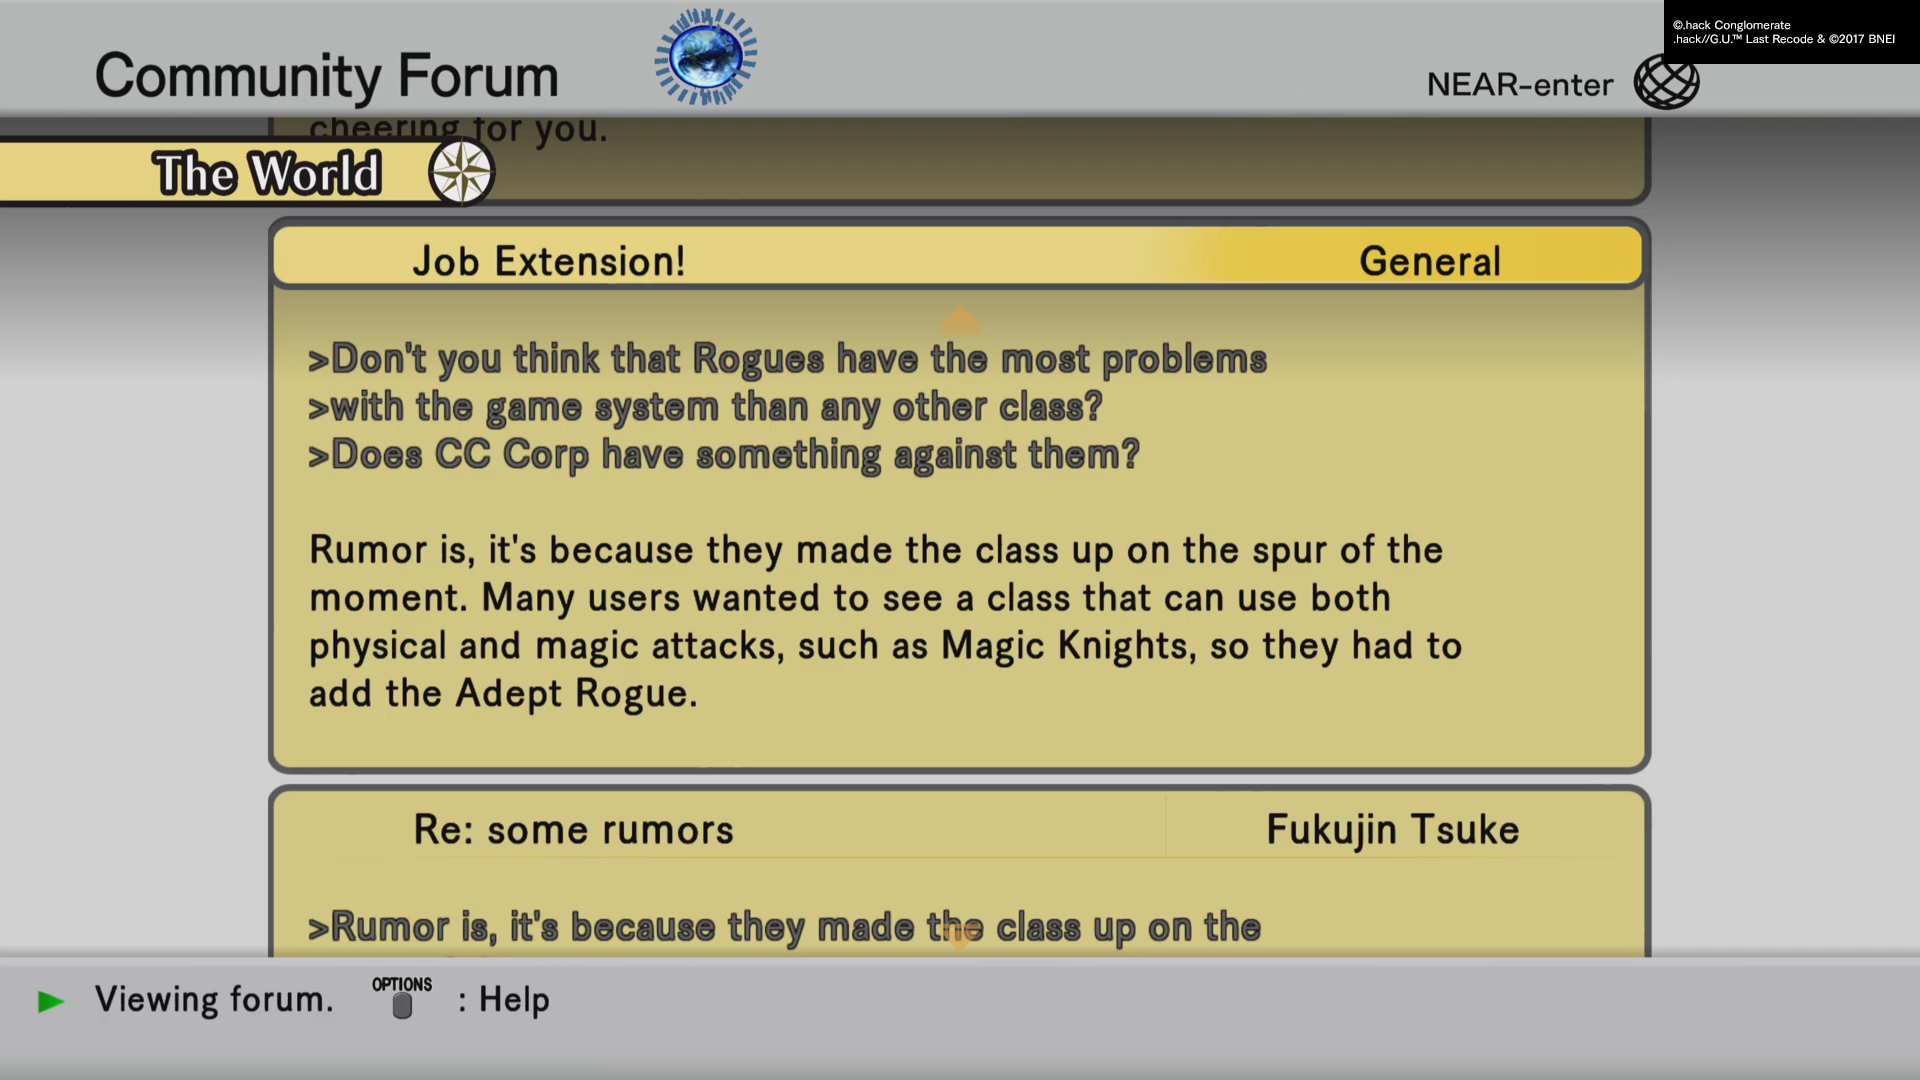 ©.hack Conglomerate
.hack//G.U.™ Last Recode & ©2017 BNEI
Community Forum
NEAR-enter
cheering for you.
The World
Job Extension!
General
>Don't you think that Rogues have the most problems
>with the game system than any other class?
>Does CC Corp have something against them?
Rumor is, it's because they made the class up on the spur of the
moment. Many users wanted to see a class that can use both
physical and magic attacks, such as Magic Knights, so they had to
add the Adept Rogue.
Re: some rumors
Fukujin Tsuke
>Rumor is, it's because they made the class up on the
Viewing forum.
OPTIONS
: Help